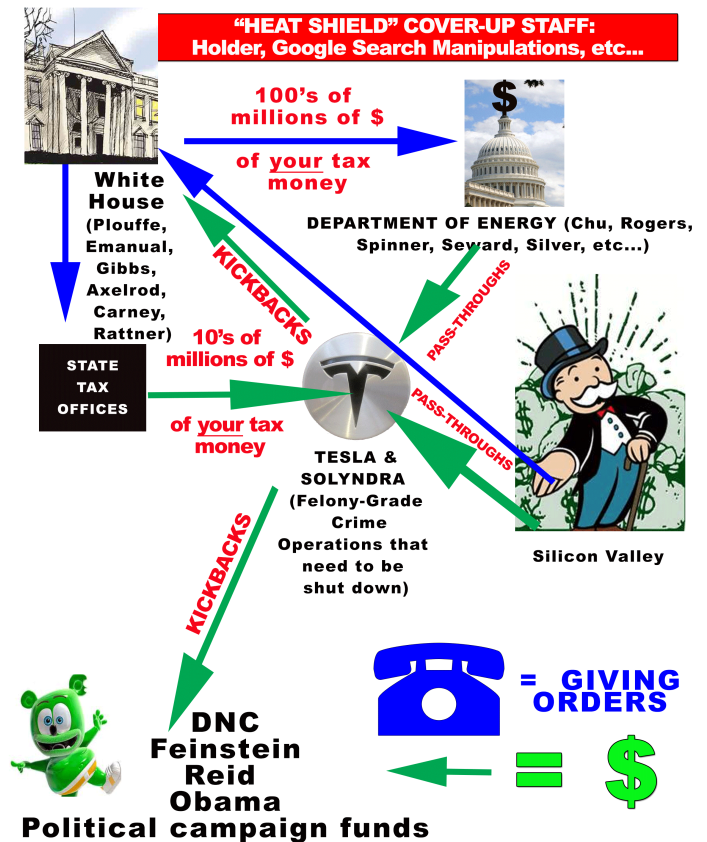 “HEAT SHIELD” COVER-UP STAFF:
Holder, Google Search Manipulations, etc...
100’s of
millions of $
of your tax
money
$
White
House
(Plouffe,
Emanual,
Gibbs,
Axelrod,
Carney,
Rattner)
DEPARTMENT OF ENERGY (Chu, Rogers,
Spinner, Seward, Silver, etc...)
KICKBACKS
PASS-THROUGHS
STATE
TAX
OFFICES
10’s of
millions of $
of your tax
money
PASS-THROUGHS
TESLA &
SOLYNDRA
(Felony-Grade
Crime
Operations that
need to be
shut down)
Silicon Valley
KICKBACKS
= GIVING
ORDERS
= $
DNC
Feinstein
Reid
Obama
Political campaign funds